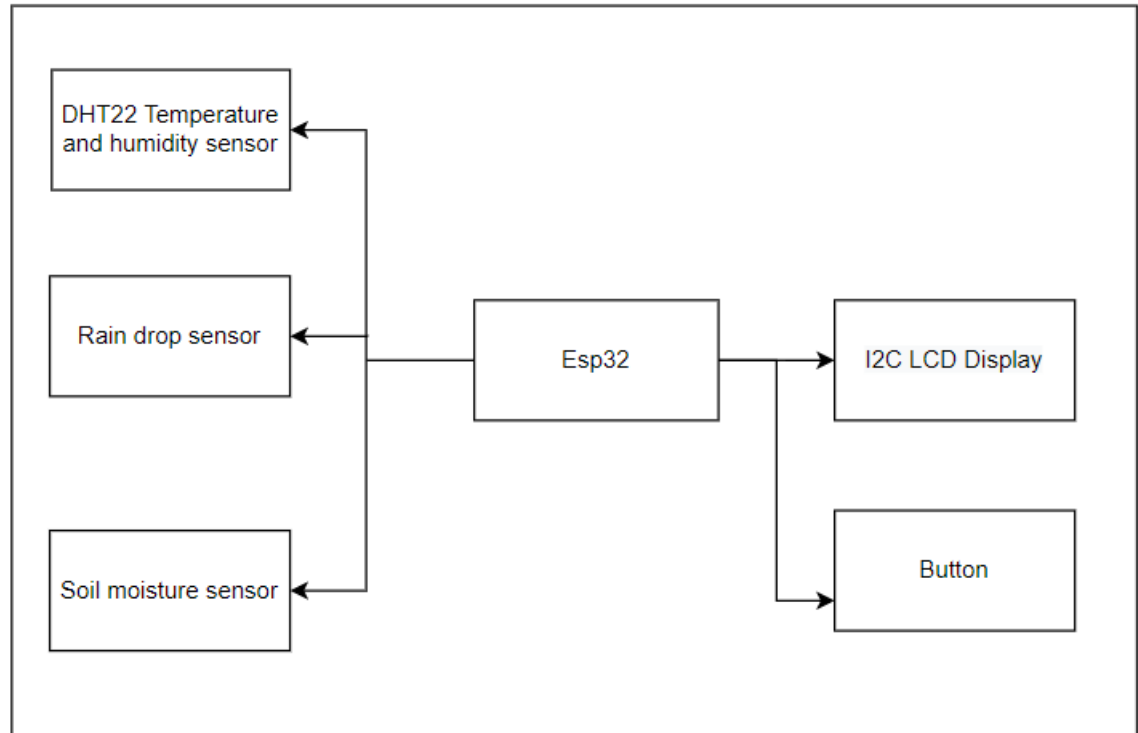 DHT22 Temperature
and humidity sensor
Rain drop sensor
Esp32
I2C LCD Display
Soil moisture sensor
Button